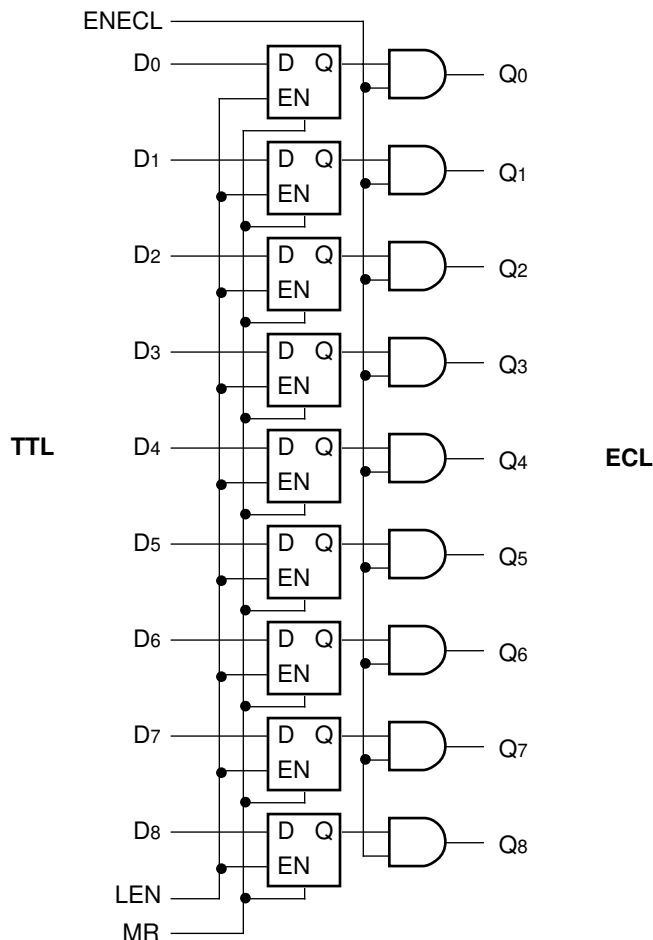 ENECL
D0 D Q Q0
EN
D1 D Q Q1
EN
D2 D Q Q2
EN
D3 D Q Q3
EN
TTL D4 D Q Q4 ECL
EN
D5 D Q Q5
EN
D6 D Q Q6
EN
D7 D Q Q7
EN
D8 D Q Q8
EN
LEN
MR